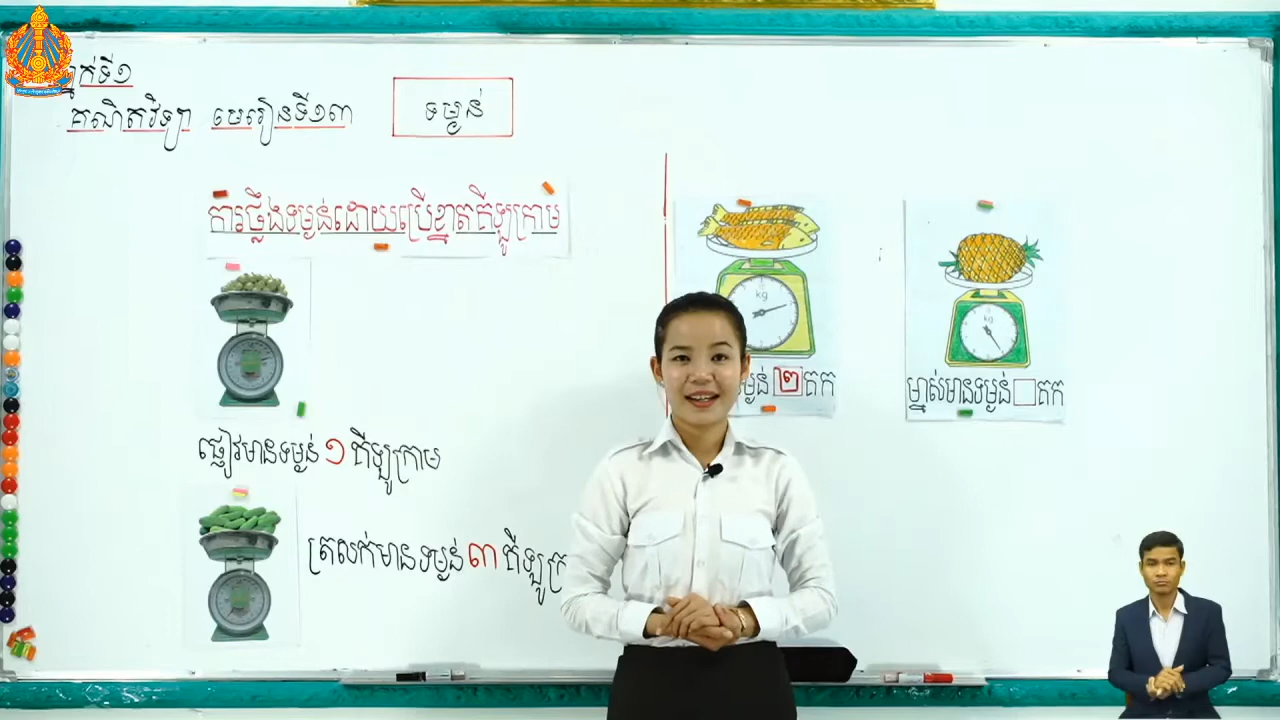 ថ្នាក់ទី១
គណិតវិទ្យា មេរៀនទី១៣
ទម្ងន់
ការថ្លឹងទម្ងន់ដោយប្រើខ្នាតគីឡូក្រាម
ផ្ញៀវមានទម្ងន់ ១ គីឡូក្រាម
ត្រសក់មានទម្ងន់ ៣ គីឡូក្រ
kg
ម្ងន់ ២ គក
kg
ម្នាស់មានទម្ងន់ □ គក